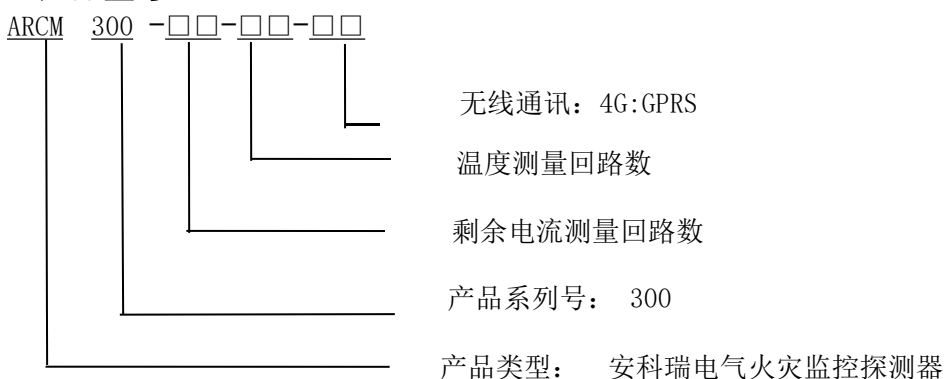 ARCM 300 -□□-□□-□□
无线通讯：4G:GPRS
温度测量回路数
剩余电流测量回路数
产品系列号： 300
产品类型： 安科瑞电气火灾监控探测器